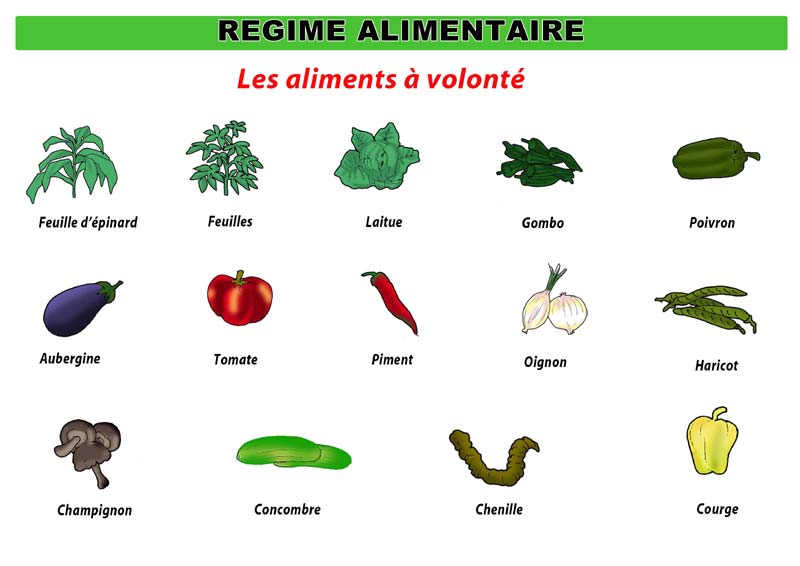 REGIME ALIMENTAIRE
Les aliments à volonté
Feuille d'épinard
Feuilles
Laitue
Gombo
Poivron
Aubergine
Tomate
Piment
Oignon
Haricot
Champignon
Concombre
Chenille
Courge